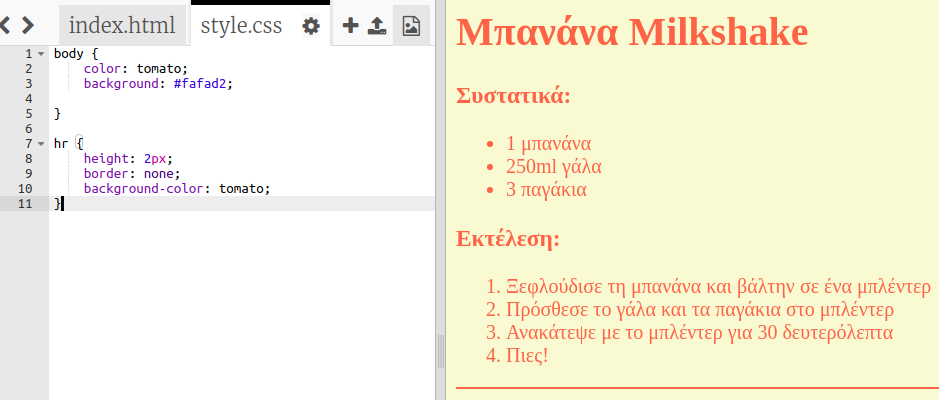 index.html
style.css
1 body {
2 color: tomato;
3 background: #fafad2;
4
5 }
6
7 hr {
8 height: 2px;
9 border: none;
10 background-color: tomato;
11 }
Μπανάνα Milkshake
Συστατικά:
• 1 μπανάνα
• 250ml γάλα
• 3 παγάκια
Εκτέλεση:
1. Ξεφλούδισε τη μπανάνα και βάλτην σε ένα μπλέντερ
2. Πρόσθεσε το γάλα και τα παγάκια στο μπλέντερ
3. Ανακάτεψε με το μπλέντερ για 30 δευτερόλεπτα
4. Πιες!